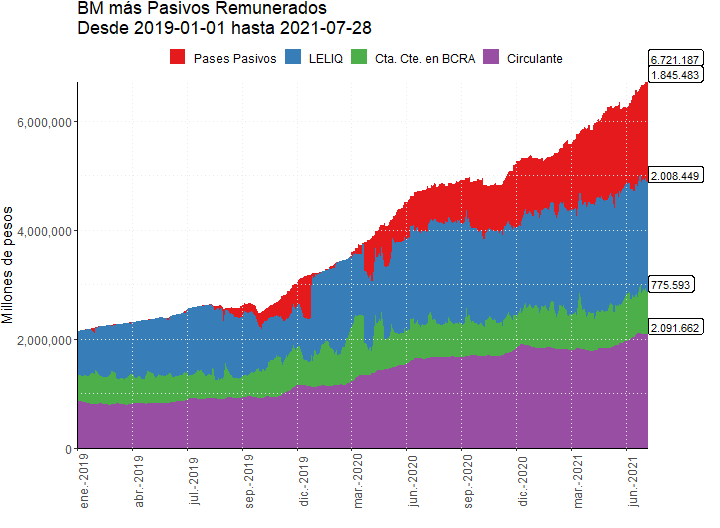 BM más Pasivos Remunerados
Desde 2019-01-01 hasta 2021-07-28
Pases Pasivos
LELIQ
Cta. Cte. en BCRA
Circulante
6.721.187
1.845.483
2.008.449
775.593
2.091.662
Millones de pesos
6,000,000
4,000,000
2,000,000
0
ene.-2019
abr.-2019
jul.-2019
sep.-2019
dic.-2019
mar.-2020
jun.-2020
sep.-2020
dic.-2020
mar.-2021
jun.-2021